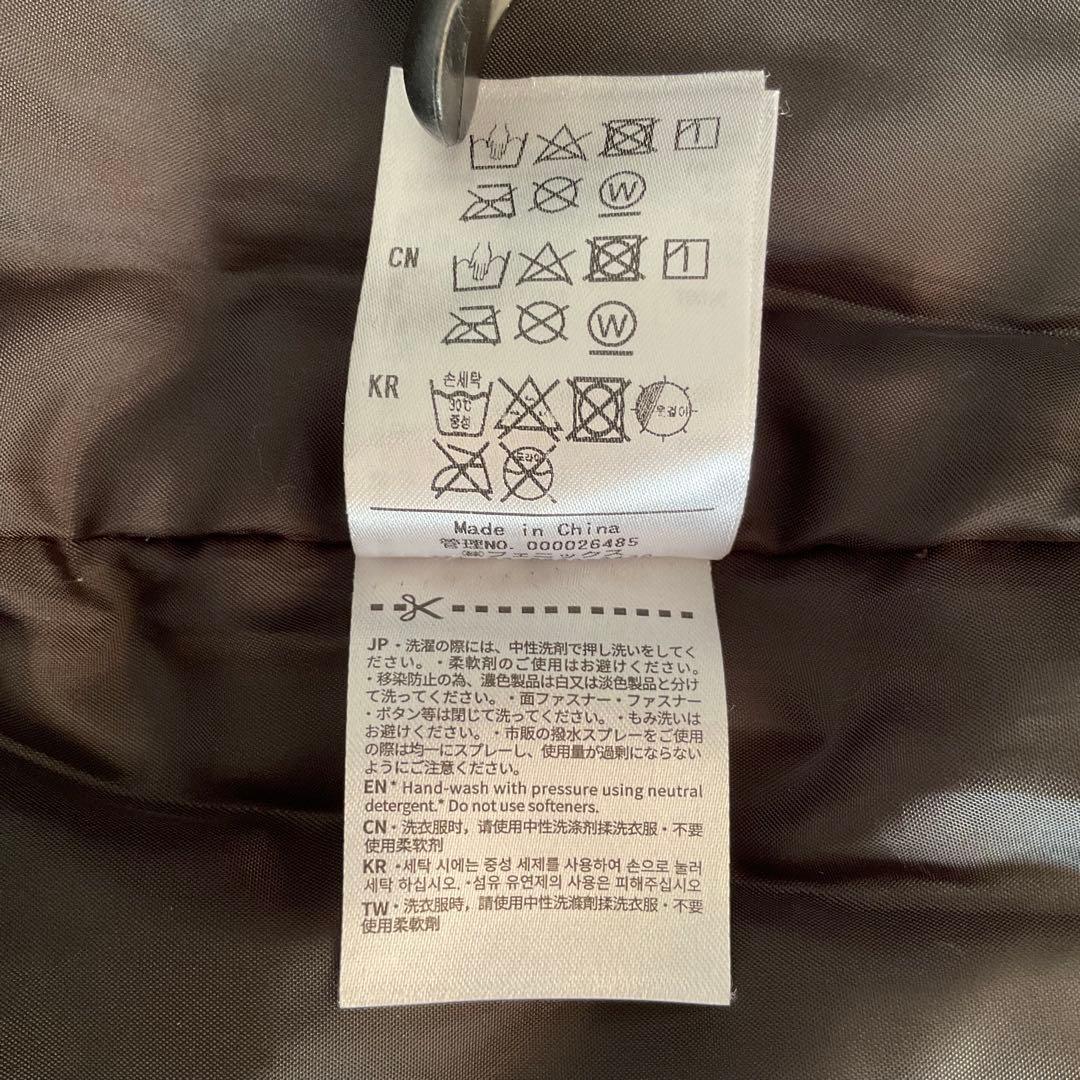 W
CN
W
KR
손세탁
30℃
중성
옷걸이
드라이
Made in China
管理NO. 000026485
㈱フェニックス
JP・洗濯の際には、中性洗剤で押し洗いをしてく
ださい。・柔軟剤のご使用はお避けください。
・移染防止の為、濃色製品は白又は淡色製品と分け
て洗ってください。・面ファスナー・ファスナー
・ボタン等は閉じて洗ってください。・もみ洗いは
お避けください。・市販の撥水スプレーをご使用
の際は均一にスプレーし、使用量が過剰にならない
ようにご注意ください。
EN* Hand-wash with pressure using neutral
detergent.* Do not use softeners.
CN・洗衣服时，请使用中性洗涤剂揉洗衣服・不要
使用柔软剂
KR・세탁 시에는 중성 세제를 사용하여 손으로 눌러
세탁 하십시오. ・섬유 유연제의 사용은 피해주십시오
TW・洗衣服時，請使用中性洗滌劑揉洗衣服・不要
使用柔軟劑